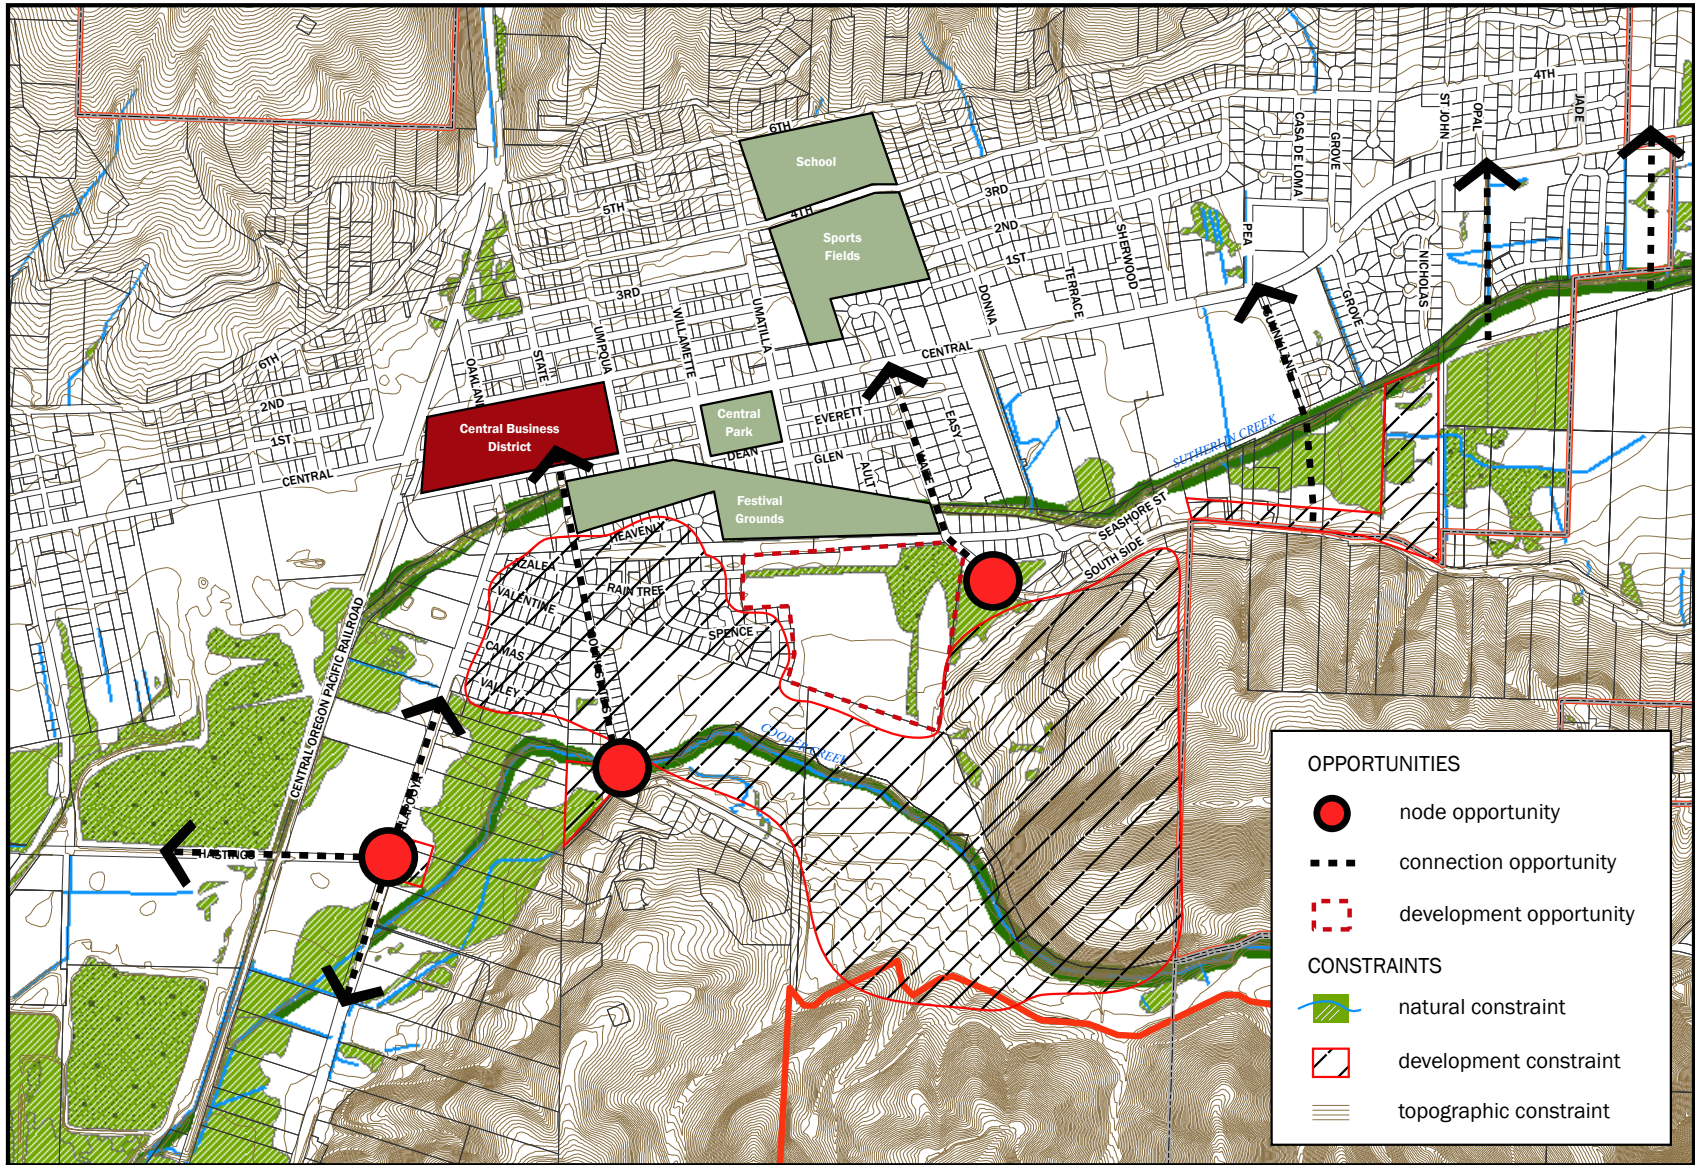 4TH
JADE
OPAL
ST JOHN
CASA DE LOMA
GROVE
6TH
School
4TH
3RD
5TH
2ND
Sports
Fields
1ST
SHERWOOD
TERRACE
PEA
NICHOLAS
GROVE
DONNA
3RD
UMATILLA
WILLAMETTE
UMPQUA
STATE
OAKLAND
CENTRAL
6TH
2ND
1ST
CENTRAL
Central Business
District
Central
Park
EVERETT
DEAN
GLEN
AULT
EASY
SUTHERLIN CREEK
Festival
Grounds
SEASHORE ST
SOUTH SIDE
HEAVENLY
AZALEA
RAIN TREE
VALENTINE
SPENCE
CAMAS
VALLEY
CENTRAL OREGON PACIFIC RAILROAD
COOPER CREEK
HASTINGS
OPPORTUNITIES
node opportunity
connection opportunity
development opportunity
CONSTRAINTS
natural constraint
development constraint
topographic constraint